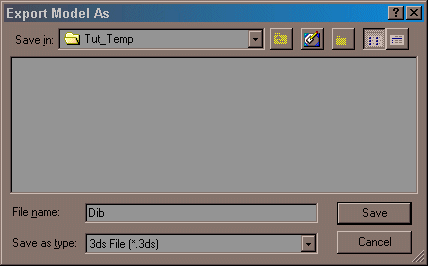 Export Model As
Save in: Tut_Temp
File name: Dib
Save
Save as type: 3ds File (*.3ds)
Cancel